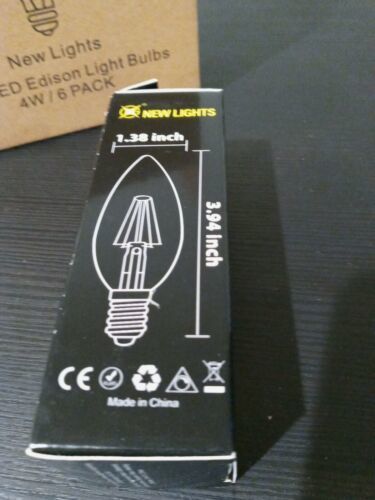 New Lights
ED Edison Light Bulbs
4W / 6 PACK
NEW LIGHTS
1.38 inch
3.94 inch
CE
Made in China